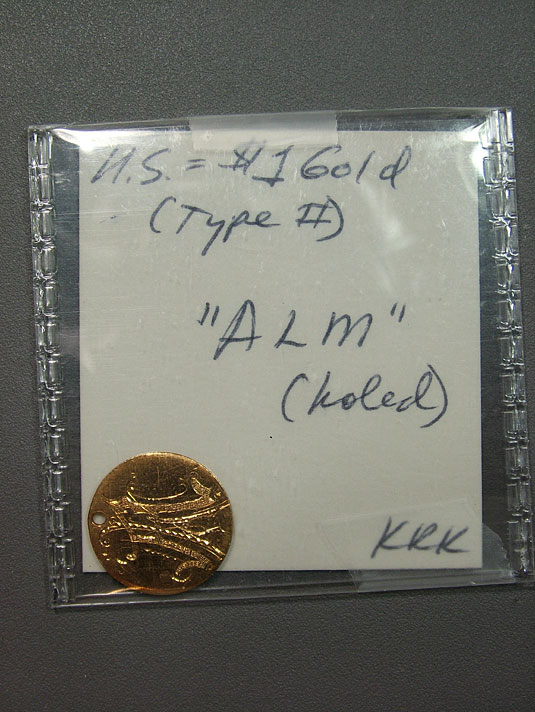 U.S. = $1 Gold
(Type II)
"ALM"
(holed)
KRK